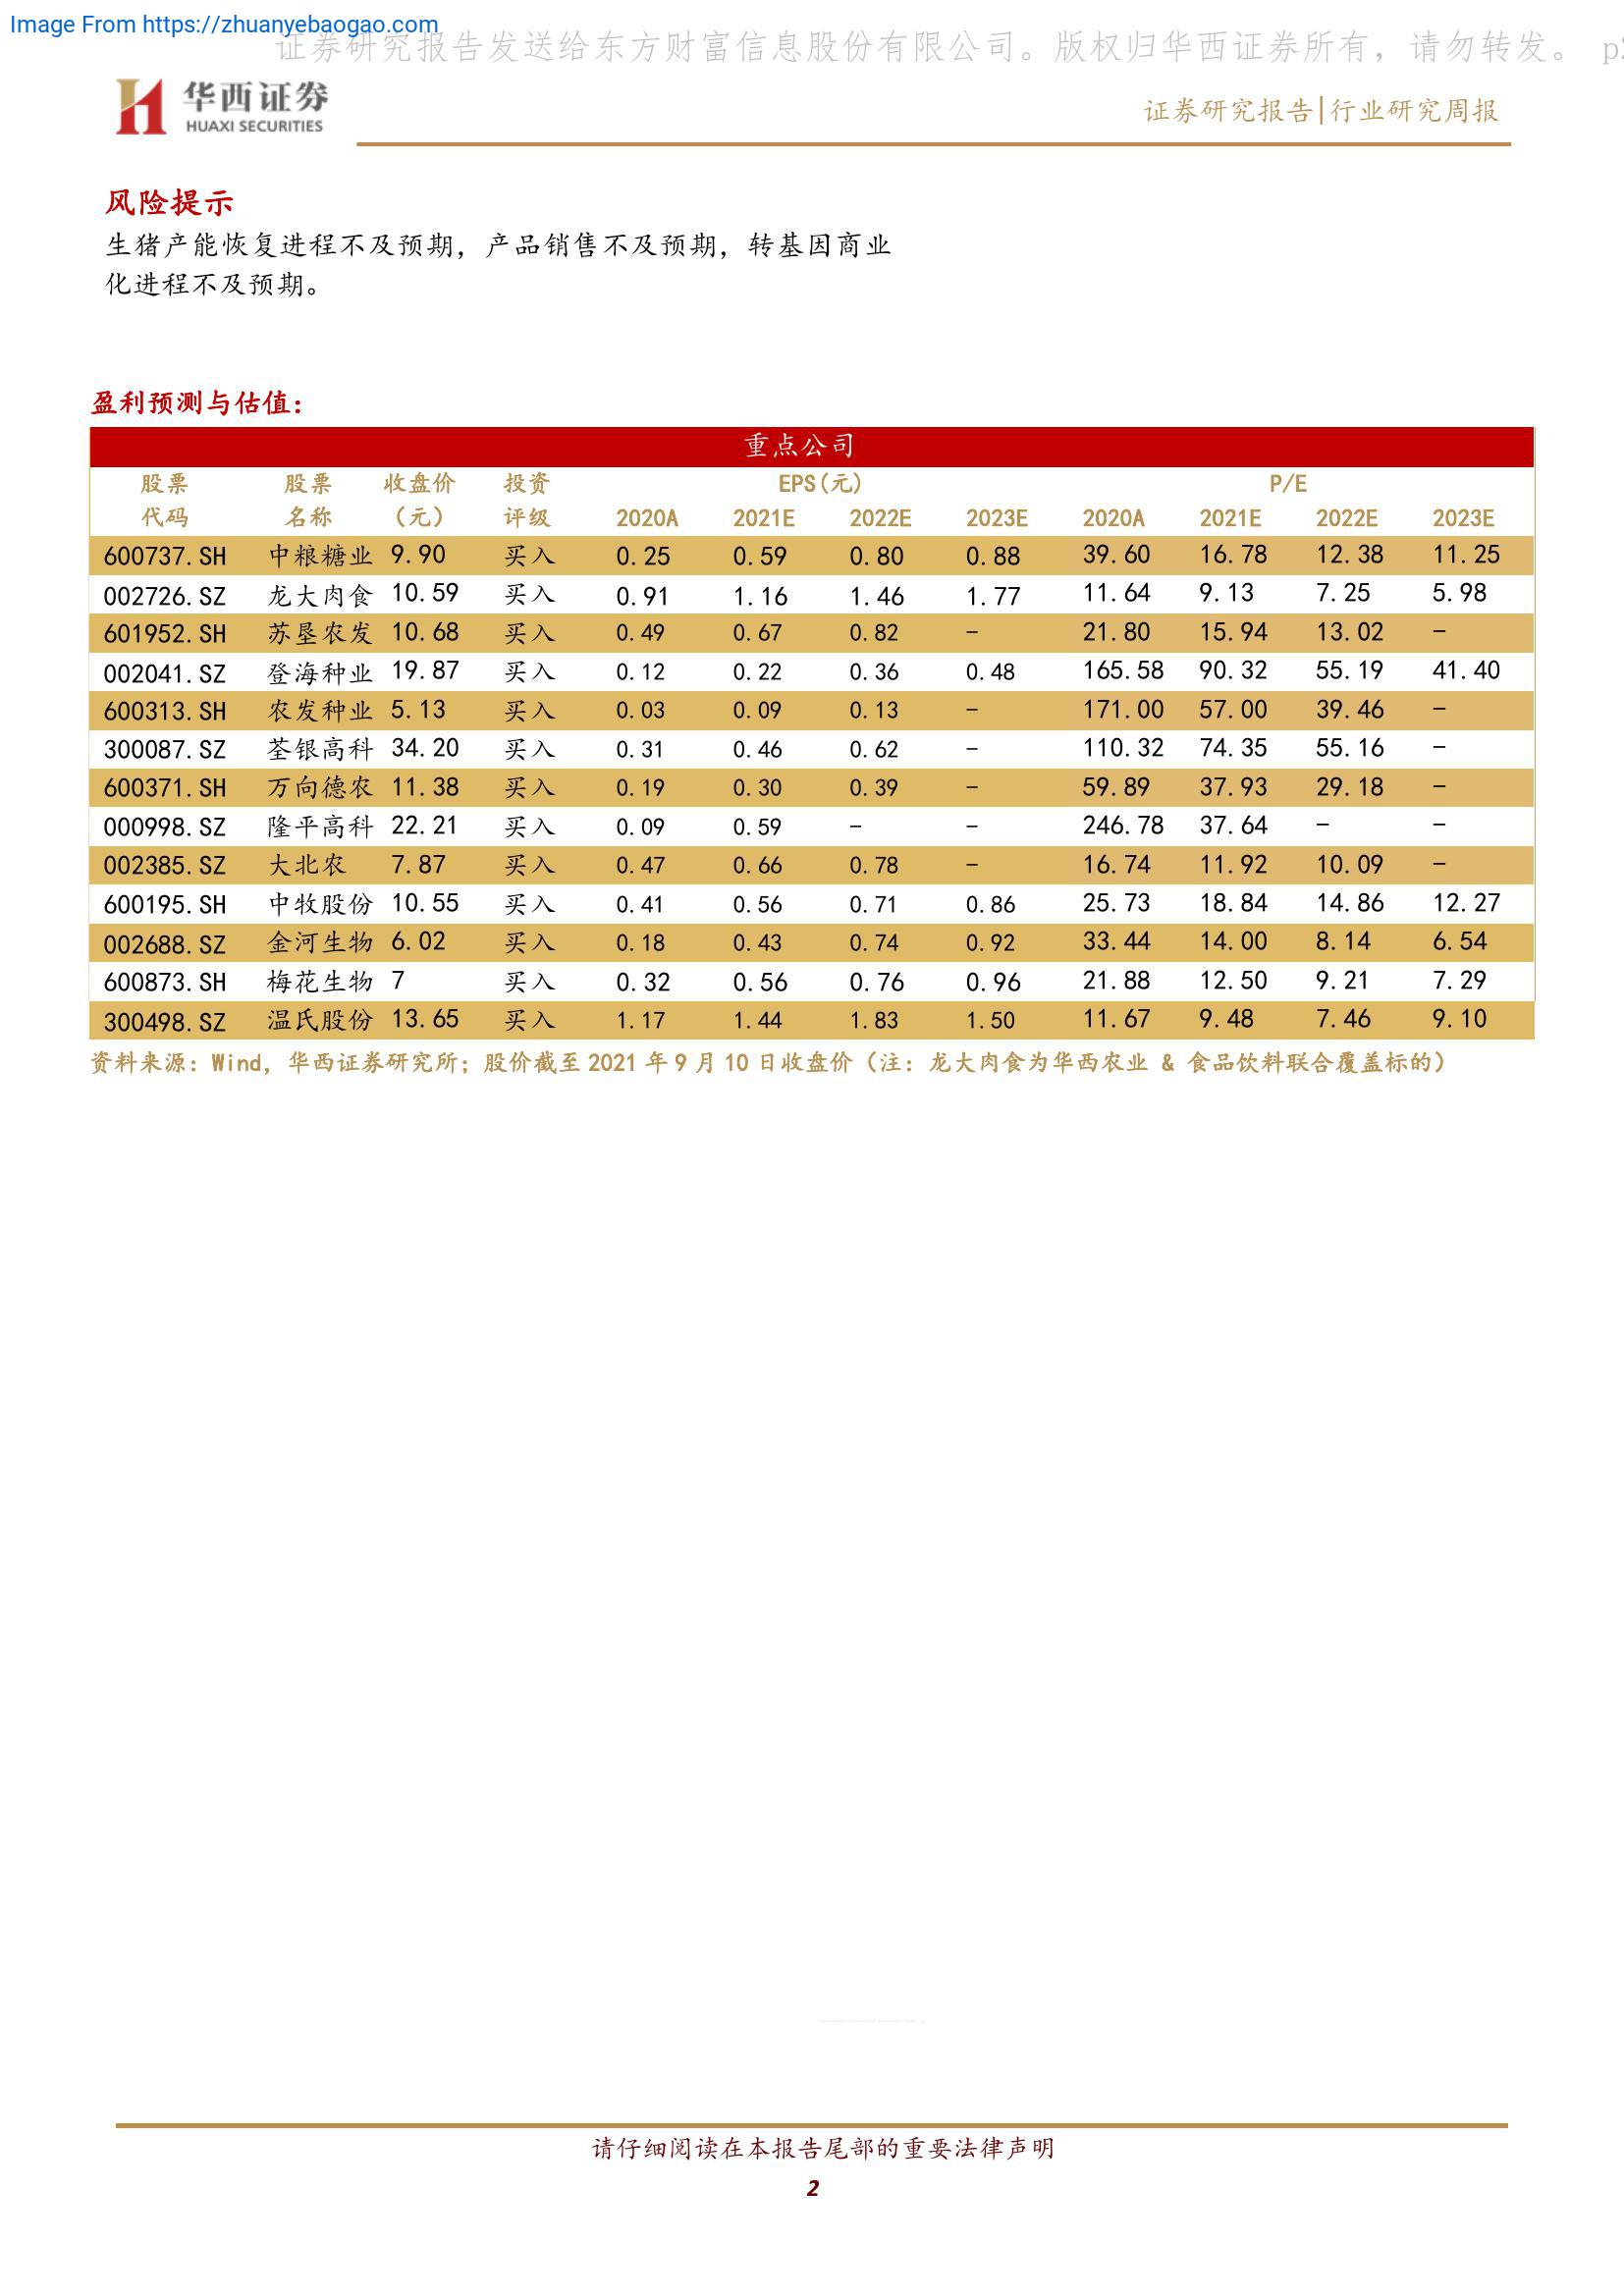 Image From https://zhuanyebaogao.com
证券研究报告发送给东方财富信息股份有限公司。版权归华西证券所有，请勿转发。 p2
华西证券
HUAXI SECURITIES
证券研究报告|行业研究周报
风险提示
生猪产能恢复进程不及预期，产品销售不及预期，转基因商业
化进程不及预期。
盈利预测与估值：
重点公司
股票 股票 收盘价 投资 EPS(元) P/E
代码 名称 （元） 评级 2020A 2021E 2022E 2023E 2020A 2021E 2022E 2023E
600737.SH 中粮糖业 9.90 买入 0.25 0.59 0.80 0.88 39.60 16.78 12.38 11.25
002726.SZ 龙大肉食 10.59 买入 0.91 1.16 1.46 1.77 11.64 9.13 7.25 5.98
601952.SH 苏垦农发 10.68 买入 0.49 0.67 0.82 - 21.80 15.94 13.02 -
002041.SZ 登海种业 19.87 买入 0.12 0.22 0.36 0.48 165.58 90.32 55.19 41.40
600313.SH 农发种业 5.13 买入 0.03 0.09 0.13 - 171.00 57.00 39.46 -
300087.SZ 荃银高科 34.20 买入 0.31 0.46 0.62 - 110.32 74.35 55.16 -
600371.SH 万向德农 11.38 买入 0.19 0.30 0.39 - 59.89 37.93 29.18 -
000998.SZ 隆平高科 22.21 买入 0.09 0.59 - - 246.78 37.64 - -
002385.SZ 大北农 7.87 买入 0.47 0.66 0.78 - 16.74 11.92 10.09 -
600195.SH 中牧股份 10.55 买入 0.41 0.56 0.71 0.86 25.73 18.84 14.86 12.27
002688.SZ 金河生物 6.02 买入 0.18 0.43 0.74 0.92 33.44 14.00 8.14 6.54
600873.SH 梅花生物 7 买入 0.32 0.56 0.76 0.96 21.88 12.50 9.21 7.29
300498.SZ 温氏股份 13.65 买入 1.17 1.44 1.83 1.50 11.67 9.48 7.46 9.10
资料来源：Wind，华西证券研究所；股价截至 2021 年 9 月 10 日收盘价（注：龙大肉食为华西农业 & 食品饮料联合覆盖标的）
请仔细阅读在本报告尾部的重要法律声明
2